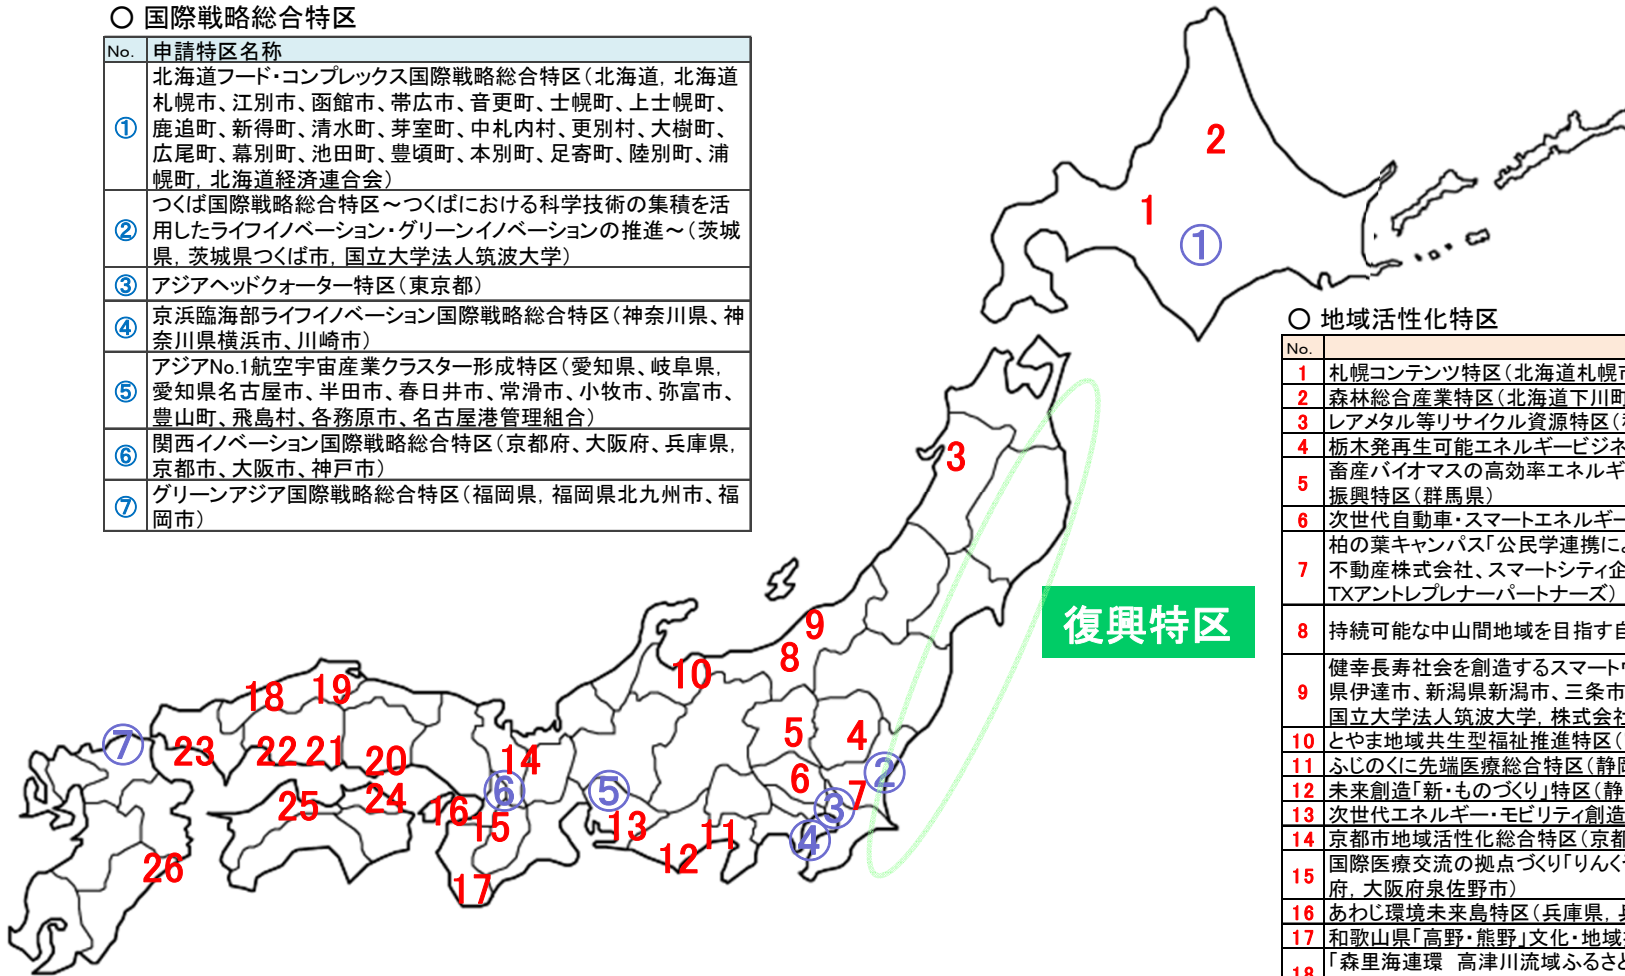 ○ 国際戦略総合特区
No. 申請特区名称
① 北海道フード・コンプレックス国際戦略総合特区（北海道, 北海道
札幌市、江別市、函館市、帯広市、音更町、士幌町、上士幌町、
鹿追町、新得町、清水町、芽室町、中札内村、更別村、大樹町、
広尾町、幕別町、池田町、豊頃町、本別町、足寄町、陸別町、浦
幌町, 北海道経済連合会）
② つくば国際戦略総合特区～つくばにおける科学技術の集積を活
用したライフイノベーション・グリーンイノベーションの推進～（茨城
県, 茨城県つくば市, 国立大学法人筑波大学）
③ アジアヘッドクォーター特区（東京都）
④ 京浜臨海部ライフイノベーション国際戦略総合特区（神奈川県、神
奈川県横浜市、川崎市）
⑤ アジアNo.1航空宇宙産業クラスター形成特区（愛知県、岐阜県,
愛知県名古屋市、半田市、春日井市、常滑市、小牧市、弥富市、
豊山町、飛島村、各務原市、名古屋港管理組合）
⑥ 関西イノベーション国際戦略総合特区（京都府、大阪府、兵庫県,
京都市、大阪市、神戸市）
⑦ グリーンアジア国際戦略総合特区（福岡県, 福岡県北九州市、福
岡市）
2
1
①
3
復興特区
9
8
10
19
18
5
4
⑦
23
22
21
20
14
6
②
⑥
⑤
7
③
25
24
16
15
13
11
④
12
26
17
○ 地域活性化特区
No.
1 札幌コンテンツ特区（北海道札幌市
2 森林総合産業特区（北海道下川町
3 レアメタル等リサイクル資源特区（
4 栃木発再生可能エネルギービジネ
5 畜産バイオマスの高効率エネルギ
振興特区（群馬県）
6 次世代自動車・スマートエネルギー
7 柏の葉キャンパス「公民学連携によ
不動産株式会社、スマートシティ企
TXアントレプレナーパートナーズ）
8 持続可能な中山間地域を目指す自
9 健幸長寿社会を創造するスマートウ
県伊達市、新潟県新潟市、三条市
国立大学法人筑波大学, 株式会社
10 とやま地域共生型福祉推進特区（
11 ふじのくに先端医療総合特区（静岡
12 未来創造「新・ものづくり」特区（静
13 次世代エネルギー・モビリティ創造
14 京都市地域活性化総合特区（京都
15 国際医療交流の拠点づくり「りんくう
府, 大阪府泉佐野市）
16 あわじ環境未来島特区（兵庫県, 兵
17 和歌山県「高野・熊野」文化・地域
18 「森里海連環 高津川流域ふるさと